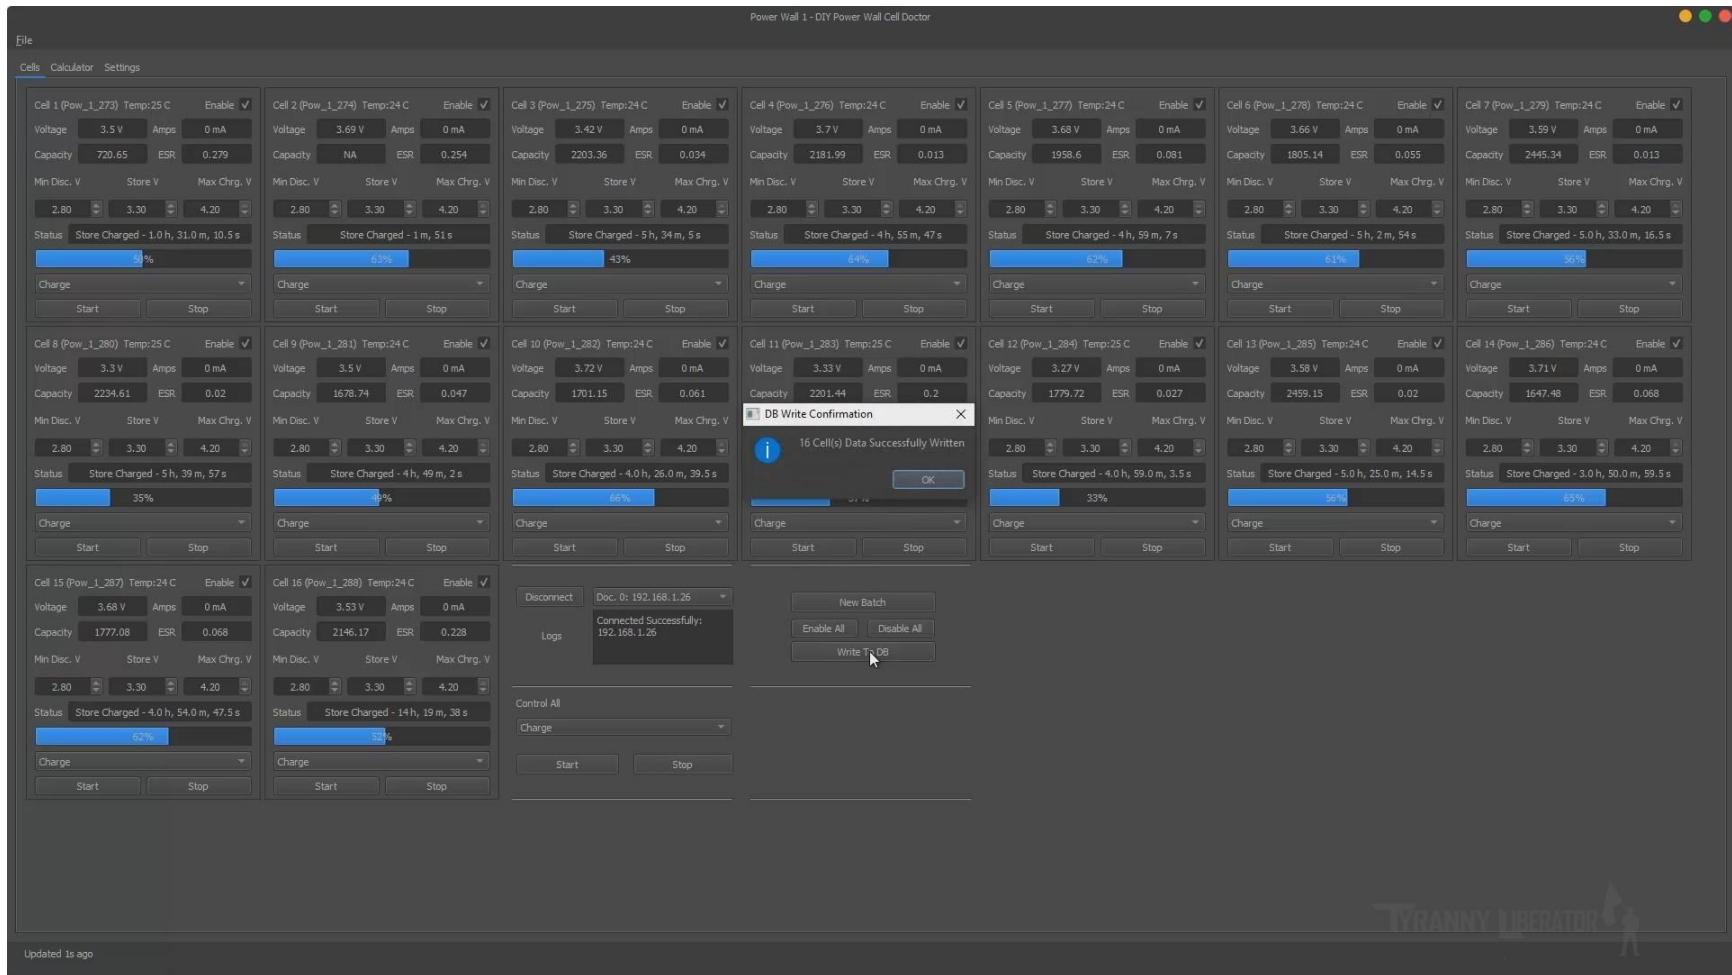 Power Wall 1 - DIY Power Wall Cell Doctor
File
Cells Calculator Settings
Cell 1 (Pow_1_273) Temp:25 C Enable
Voltage 3.5 V Amps 0 mA
Capacity 720.65 ESR 0.279
Min Disc. V Store V Max Chrg. V
2.80 3.30 4.20
Status Store Charged - 1.0 h, 31.0 m, 10.5 s
50%
Charge
Start Stop
Cell 2 (Pow_1_274) Temp:24 C Enable
Voltage 3.69 V Amps 0 mA
Capacity NA ESR 0.254
Min Disc. V Store V Max Chrg. V
2.80 3.30 4.20
Status Store Charged - 1 m, 51 s
63%
Charge
Start Stop
Cell 3 (Pow_1_275) Temp:24 C Enable
Voltage 3.42 V Amps 0 mA
Capacity 2203.36 ESR 0.034
Min Disc. V Store V Max Chrg. V
2.80 3.30 4.20
Status Store Charged - 5 h, 34 m, 5 s
43%
Charge
Start Stop
Cell 4 (Pow_1_276) Temp:24 C Enable
Voltage 3.7 V Amps 0 mA
Capacity 2181.99 ESR 0.013
Min Disc. V Store V Max Chrg. V
2.80 3.30 4.20
Status Store Charged - 4 h, 55 m, 47 s
64%
Charge
Start Stop
Cell 5 (Pow_1_277) Temp:24 C Enable
Voltage 3.68 V Amps 0 mA
Capacity 1958.6 ESR 0.081
Min Disc. V Store V Max Chrg. V
2.80 3.30 4.20
Status Store Charged - 4 h, 59 m, 7 s
62%
Charge
Start Stop
Cell 6 (Pow_1_278) Temp:24 C Enable
Voltage 3.66 V Amps 0 mA
Capacity 1805.14 ESR 0.055
Min Disc. V Store V Max Chrg. V
2.80 3.30 4.20
Status Store Charged - 5 h, 2 m, 54 s
61%
Charge
Start Stop
Cell 7 (Pow_1_279) Temp:24 C Enable
Voltage 3.59 V Amps 0 mA
Capacity 2445.34 ESR 0.013
Min Disc. V Store V Max Chrg. V
2.80 3.30 4.20
Status Store Charged - 5.0 h, 33.0 m, 16.5 s
56%
Charge
Start Stop
Cell 8 (Pow_1_280) Temp:25 C Enable
Voltage 3.3 V Amps 0 mA
Capacity 2234.61 ESR 0.02
Min Disc. V Store V Max Chrg. V
2.80 3.30 4.20
Status Store Charged - 5 h, 39 m, 57 s
35%
Charge
Start Stop
Cell 9 (Pow_1_281) Temp:24 C Enable
Voltage 3.5 V Amps 0 mA
Capacity 1678.74 ESR 0.047
Min Disc. V Store V Max Chrg. V
2.80 3.30 4.20
Status Store Charged - 4 h, 49 m, 2 s
49%
Charge
Start Stop
Cell 10 (Pow_1_282) Temp:24 C Enable
Voltage 3.72 V Amps 0 mA
Capacity 1701.15 ESR 0.061
Min Disc. V Store V Max Chrg. V
2.80 3.30 4.20
Status Store Charged - 4.0 h, 26.0 m, 39.5 s
66%
Charge
Start Stop
Cell 11 (Pow_1_283) Temp:25 C Enable
Voltage 3.33 V Amps 0 mA
Capacity 2201.44 ESR 0.2
DB Write Confirmation
16 Cell(s) Data Successfully Written
OK
Charge
Start Stop
Cell 12 (Pow_1_284) Temp:25 C Enable
Voltage 3.27 V Amps 0 mA
Capacity 1779.72 ESR 0.027
Min Disc. V Store V Max Chrg. V
2.80 3.30 4.20
Status Store Charged - 4.0 h, 59.0 m, 3.5 s
33%
Charge
Start Stop
Cell 13 (Pow_1_285) Temp:24 C Enable
Voltage 3.58 V Amps 0 mA
Capacity 2459.15 ESR 0.02
Min Disc. V Store V Max Chrg. V
2.80 3.30 4.20
Status Store Charged - 5.0 h, 25.0 m, 14.5 s
56%
Charge
Start Stop
Cell 14 (Pow_1_286) Temp:24 C Enable
Voltage 3.71 V Amps 0 mA
Capacity 1647.48 ESR 0.068
Min Disc. V Store V Max Chrg. V
2.80 3.30 4.20
Status Store Charged - 3.0 h, 50.0 m, 59.5 s
65%
Charge
Start Stop
Cell 15 (Pow_1_287) Temp:24 C Enable
Voltage 3.68 V Amps 0 mA
Capacity 1777.08 ESR 0.068
Min Disc. V Store V Max Chrg. V
2.80 3.30 4.20
Status Store Charged - 4.0 h, 54.0 m, 47.5 s
62%
Charge
Start Stop
Cell 16 (Pow_1_288) Temp:24 C Enable
Voltage 3.53 V Amps 0 mA
Capacity 2146.17 ESR 0.228
Min Disc. V Store V Max Chrg. V
2.80 3.30 4.20
Status Store Charged - 14 h, 19 m, 38 s
52%
Charge
Start Stop
Disconnect Doc. 0: 192.168.1.26
Logs
Connected Successfully:
192.168.1.26
Control All
Charge
Start Stop
New Batch
Enable All Disable All
Write To DB
TYRANNY LIBERATOR
Updated 1s ago